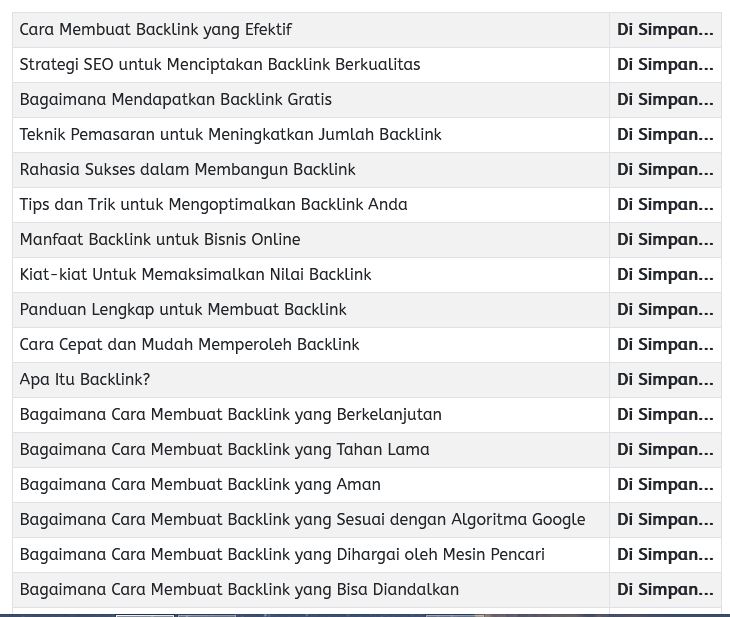 Cara Membuat Backlink yang Efektif Di Simpan...
Strategi SEO untuk Menciptakan Backlink Berkualitas Di Simpan...
Bagaimana Mendapatkan Backlink Gratis Di Simpan...
Teknik Pemasaran untuk Meningkatkan Jumlah Backlink Di Simpan...
Rahasia Sukses dalam Membangun Backlink Di Simpan...
Tips dan Trik untuk Mengoptimalkan Backlink Anda Di Simpan...
Manfaat Backlink untuk Bisnis Online Di Simpan...
Kiat-kiat Untuk Memaksimalkan Nilai Backlink Di Simpan...
Panduan Lengkap untuk Membuat Backlink Di Simpan...
Cara Cepat dan Mudah Memperoleh Backlink Di Simpan...
Apa Itu Backlink? Di Simpan...
Bagaimana Cara Membuat Backlink yang Berkelanjutan Di Simpan...
Bagaimana Cara Membuat Backlink yang Tahan Lama Di Simpan...
Bagaimana Cara Membuat Backlink yang Aman Di Simpan...
Bagaimana Cara Membuat Backlink yang Sesuai dengan Algoritma Google Di Simpan...
Bagaimana Cara Membuat Backlink yang Dihargai oleh Mesin Pencari Di Simpan...
Bagaimana Cara Membuat Backlink yang Bisa Diandalkan Di Simpan...